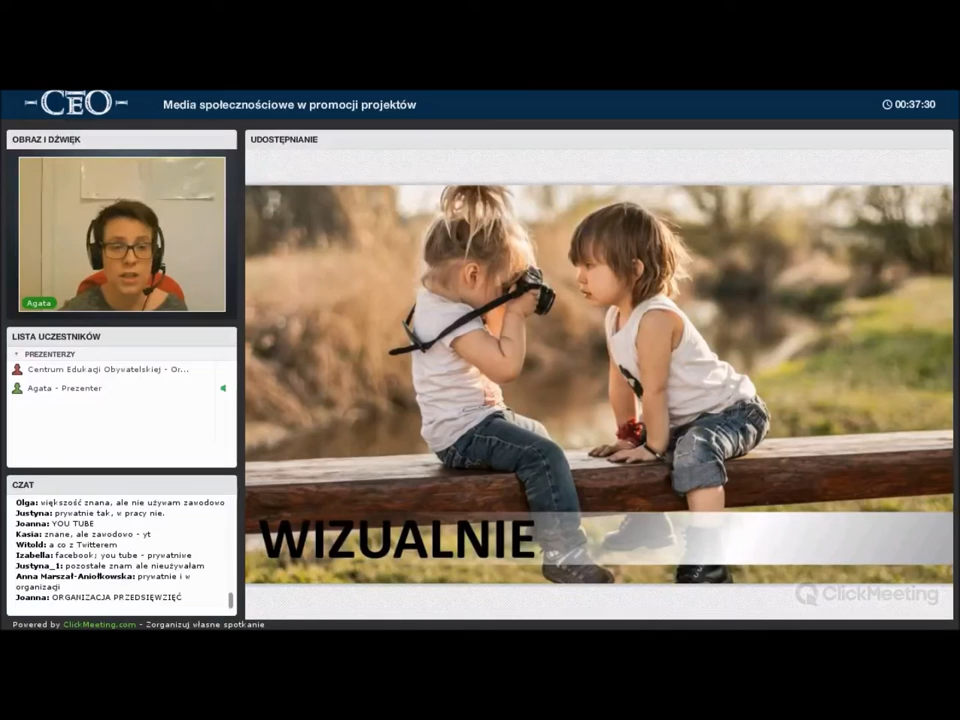 CEO
Media społecznościowe w promocji projektów
00:37:30
OBRAZ I DŹWIĘK
Agata
LISTA UCZESTNIKÓW
PREZENTERZY
Centrum Edukacji Obywatelskiej - Or...
Agata - Prezenter
CZAT
Olga: większość znana, ale nie używam zawodowo
Justyna: prywatnie tak, w pracy nie.
Joanna: YOU TUBE
Kasia: znane, ale zawodowo - yt
Witold: a co z Twitterem
Izabella: facebook; you tube - prywatniwe
Justyna_1: pozostałe znam ale nieużywałam
Anna Marszał-Aniołkowska: prywatnie i w
organizacji
Joanna: ORGANIZACJA PRZEDSIĘWZIĘĆ
UDOSTĘPNIANIE
WIZUALNIE
ClickMeeting
Powered by ClickMeeting.com - Zorganizuj własne spotkanie